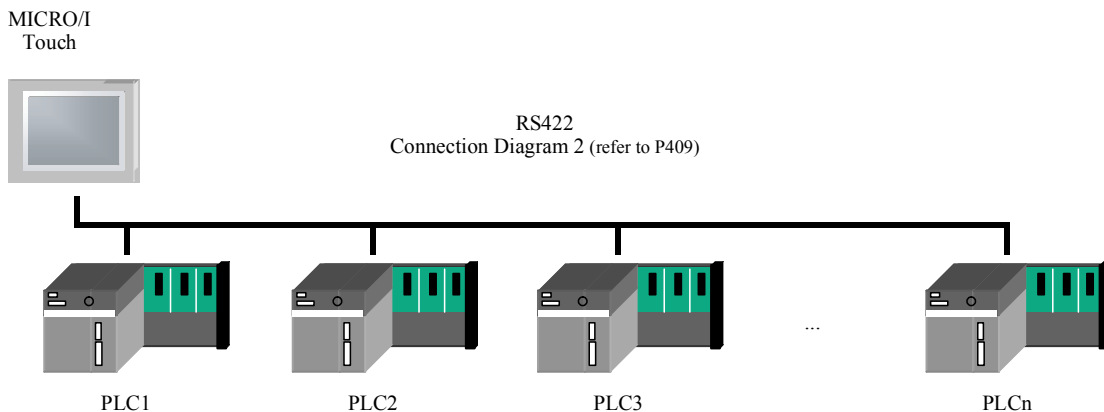 MICRO/I
Touch
RS422
Connection Diagram 2 (refer to P409)
...
PLC1
PLC2
PLC3
PLCn